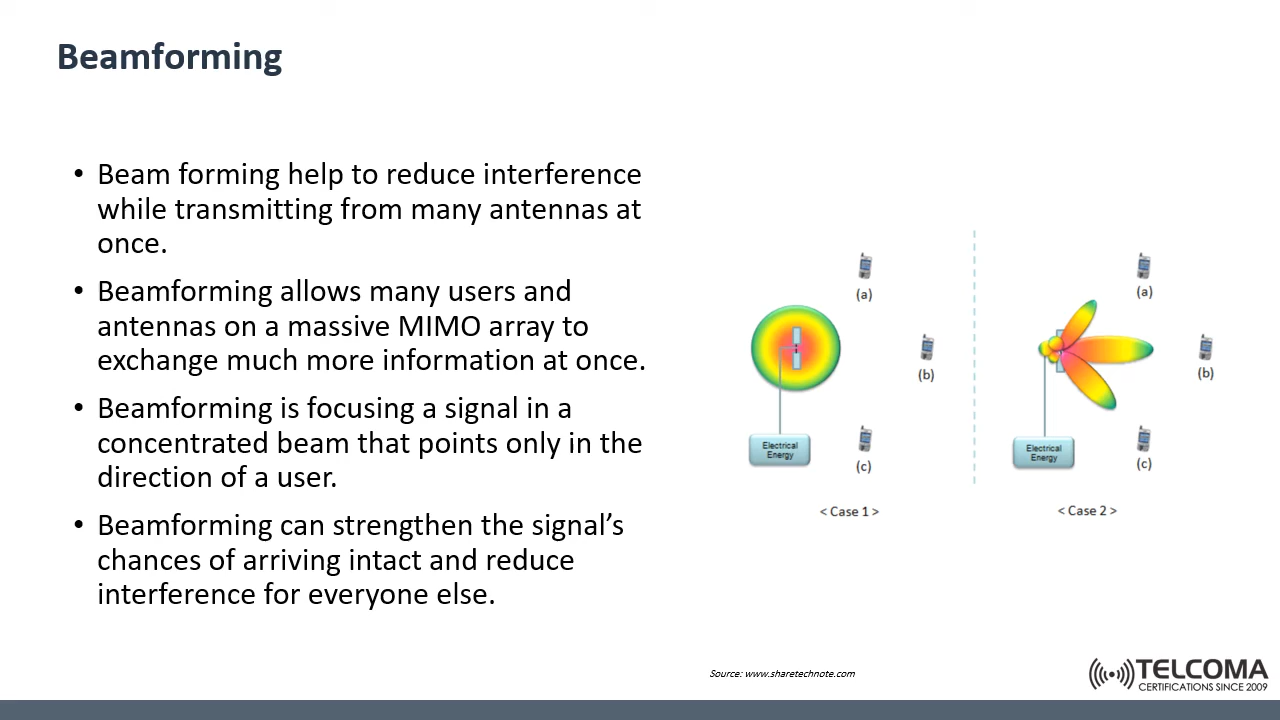 Beamforming
• Beam forming help to reduce interference
while transmitting from many antennas at
once.
• Beamforming allows many users and
antennas on a massive MIMO array to
exchange much more information at once.
• Beamforming is focusing a signal in a
concentrated beam that points only in the
direction of a user.
• Beamforming can strengthen the signal’s
chances of arriving intact and reduce
interference for everyone else.
(a)
(b)
Electrical
Energy
(c)
< Case 1 >
(a)
(b)
Electrical
Energy
(c)
< Case 2 >
Source: www.sharetechnote.com
TELCOMA
CERTIFICATIONS SINCE 2009